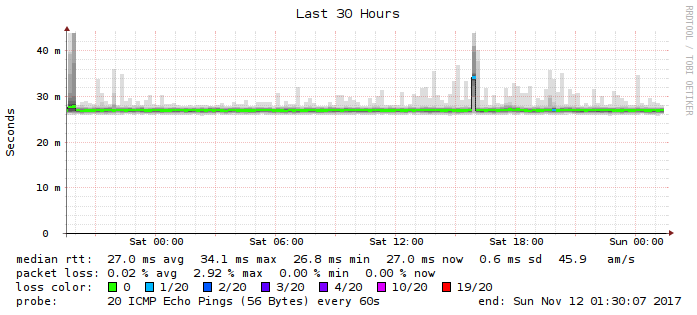 Last 30 Hours
RRDTOOL / TOBI OETIKER
Seconds
40 m
30 m
20 m
10 m
0
Sat 00:00 Sat 06:00 Sat 12:00 Sat 18:00 Sun 00:00
median rtt: 27.0 ms avg 34.1 ms max 26.8 ms min 27.0 ms now 0.6 ms sd 45.9 am/s
packet loss: 0.02 % avg 2.92 % max 0.00 % min 0.00 % now
loss color: 0 1/20 2/20 3/20 4/20 10/20 19/20
probe: 20 ICMP Echo Pings (56 Bytes) every 60s end: Sun Nov 12 01:30:07 2017